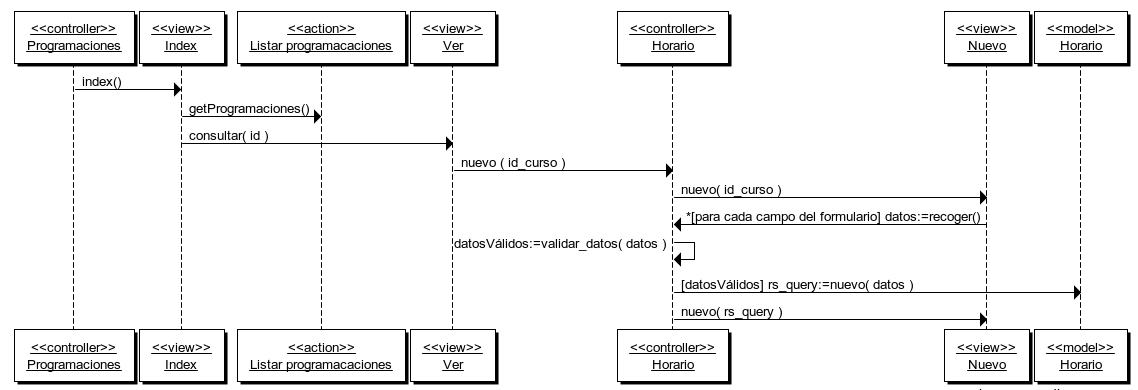 <<controller>>
Programaciones
<<view>>
Index
<<action>>
Listar programacaciones
<<view>>
Ver
<<controller>>
Horario
<<view>>
Nuevo
<<model>>
Horario
index()
getProgramaciones()
consultar( id )
nuevo ( id_curso )
nuevo( id_curso )
*[para cada campo del formulario] datos:=recoger()
datosVálidos:=validar_datos( datos )
[datosVálidos] rs_query:=nuevo( datos )
nuevo( rs_query )
<<controller>>
Programaciones
<<view>>
Index
<<action>>
Listar programacaciones
<<view>>
Ver
<<controller>>
Horario
<<view>>
Nuevo
<<model>>
Horario